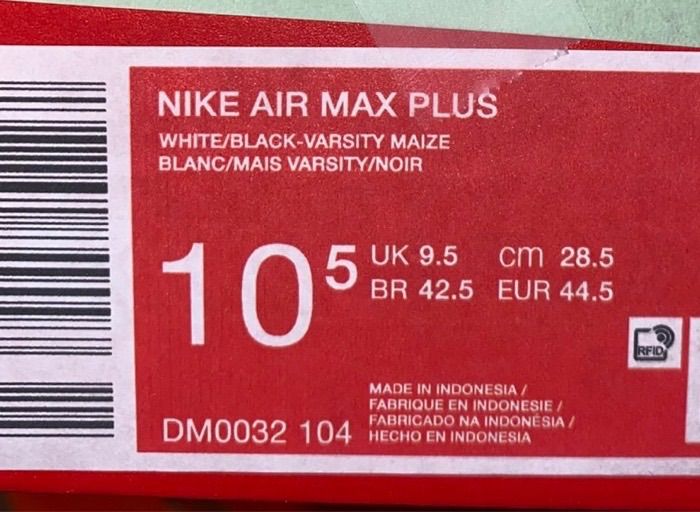 NIKE AIR MAX PLUS
WHITE/BLACK-VARSITY MAIZE
BLANC/MAIS VARSITY/NOIR
10 5 UK 9.5 cm 28.5
BR 42.5 EUR 44.5
RFID
MADE IN INDONESIA /
FABRIQUE EN INDONESIE /
FABRICADO NA INDONÉSIA /
HECHO EN INDONESIA
DM0032 104